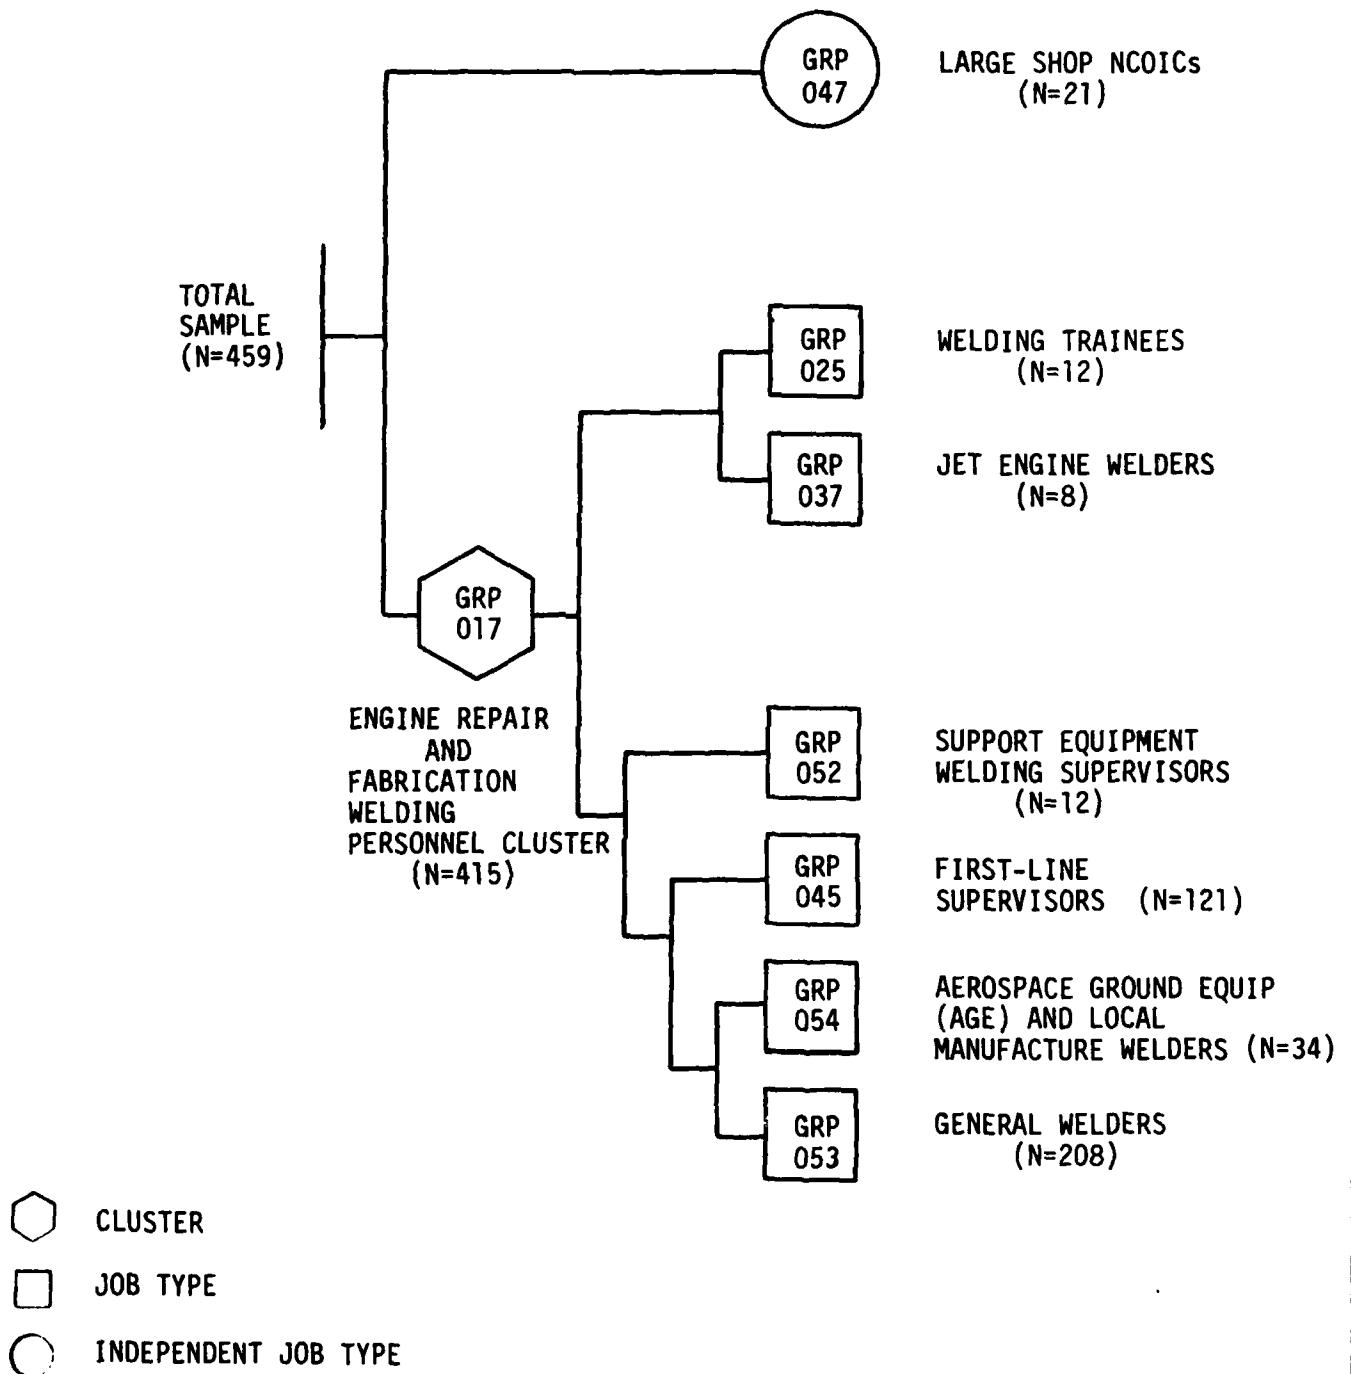 GRP
047
LARGE SHOP NCOICs
(N=21)
TOTAL
SAMPLE
(N=459)
GRP
025
WELDING TRAINEES
(N=12)
GRP
037
JET ENGINE WELDERS
(N=8)
GRP
017
ENGINE REPAIR
AND
FABRICATION
WELDING
PERSONNEL CLUSTER
(N=415)
GRP
052
SUPPORT EQUIPMENT
WELDING SUPERVISORS
(N=12)
GRP
045
FIRST-LINE
SUPERVISORS (N=121)
GRP
054
AEROSPACE GROUND EQUIP
(AGE) AND LOCAL
MANUFACTURE WELDERS (N=34)
GRP
053
GENERAL WELDERS
(N=208)
CLUSTER
JOB TYPE
INDEPENDENT JOB TYPE